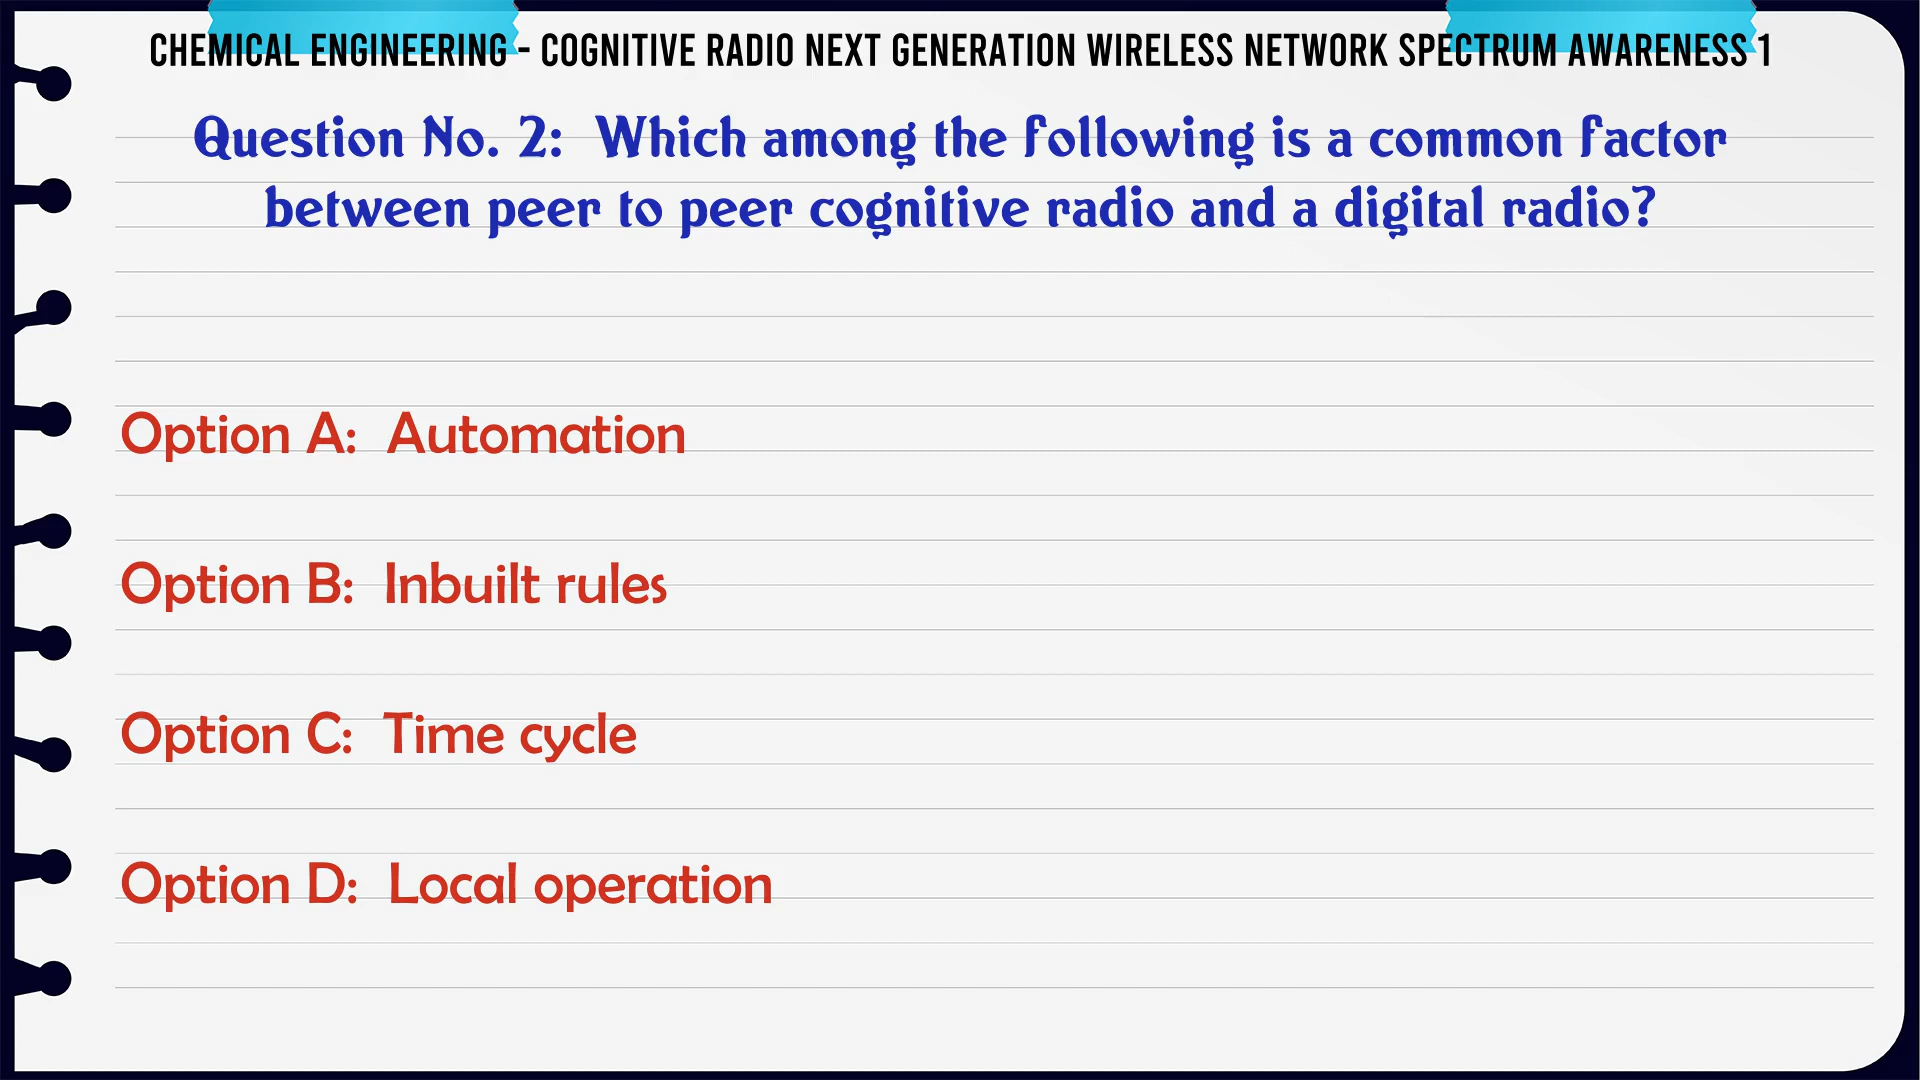 CHEMICAL ENGINEERING - COGNITIVE RADIO NEXT GENERATION WIRELESS NETWORK SPECTRUM AWARENESS 1
Question No. 2: Which among the following is a common factor
between peer to peer cognitive radio and a digital radio?
Option A: Automation
Option B: Inbuilt rules
Option C: Time cycle
Option D: Local operation